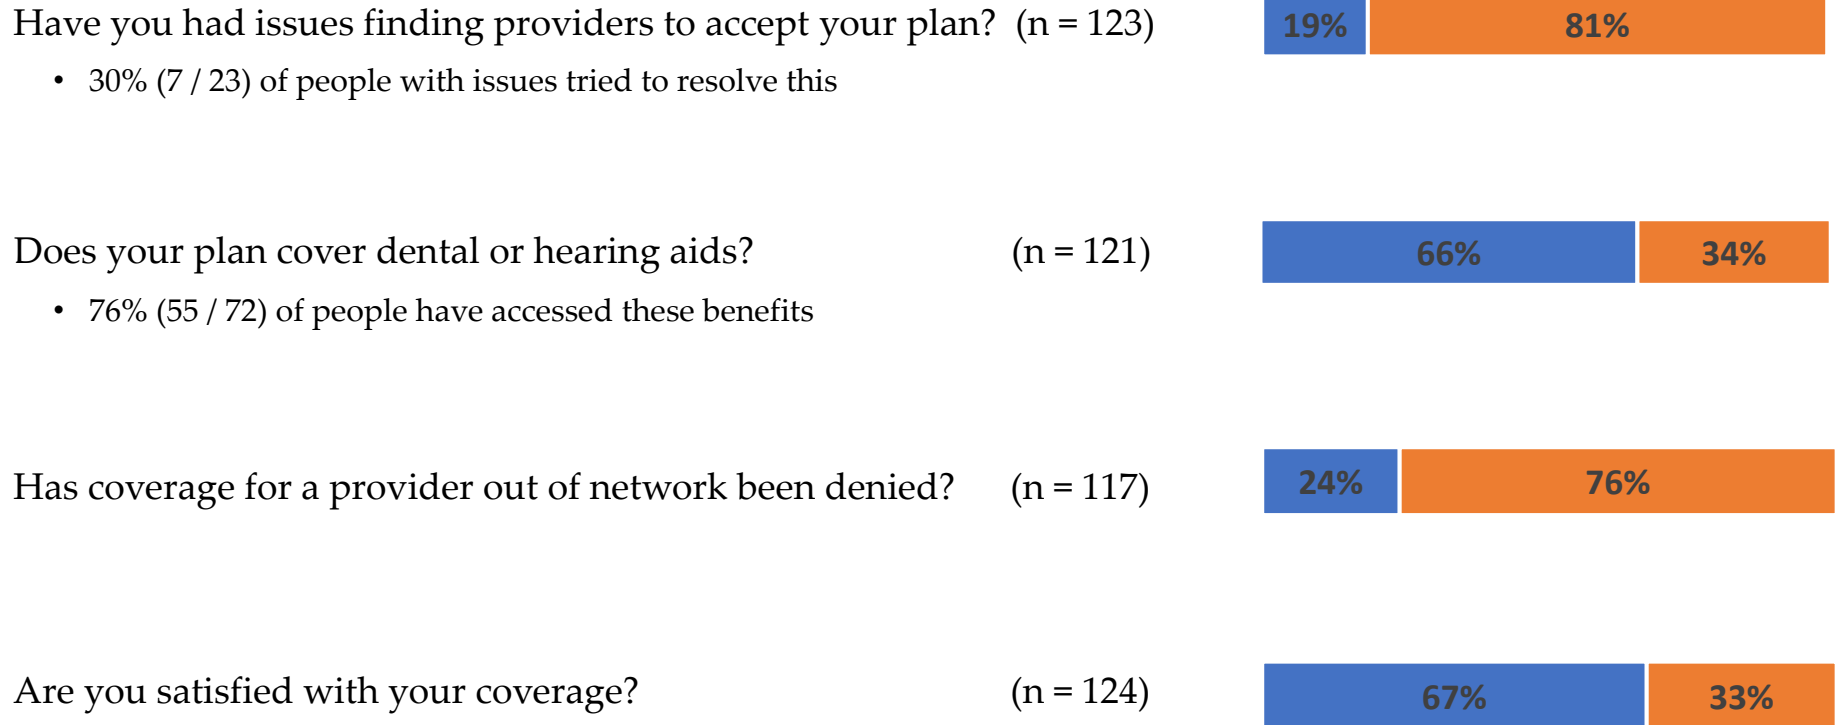 Have you had issues finding providers to accept your plan? (n = 123) 19% 81%
• 30% (7 / 23) of people with issues tried to resolve this
Does your plan cover dental or hearing aids? (n = 121) 66% 34%
• 76% (55 / 72) of people have accessed these benefits
Has coverage for a provider out of network been denied? (n = 117) 24% 76%
Are you satisfied with your coverage? (n = 124) 67% 33%